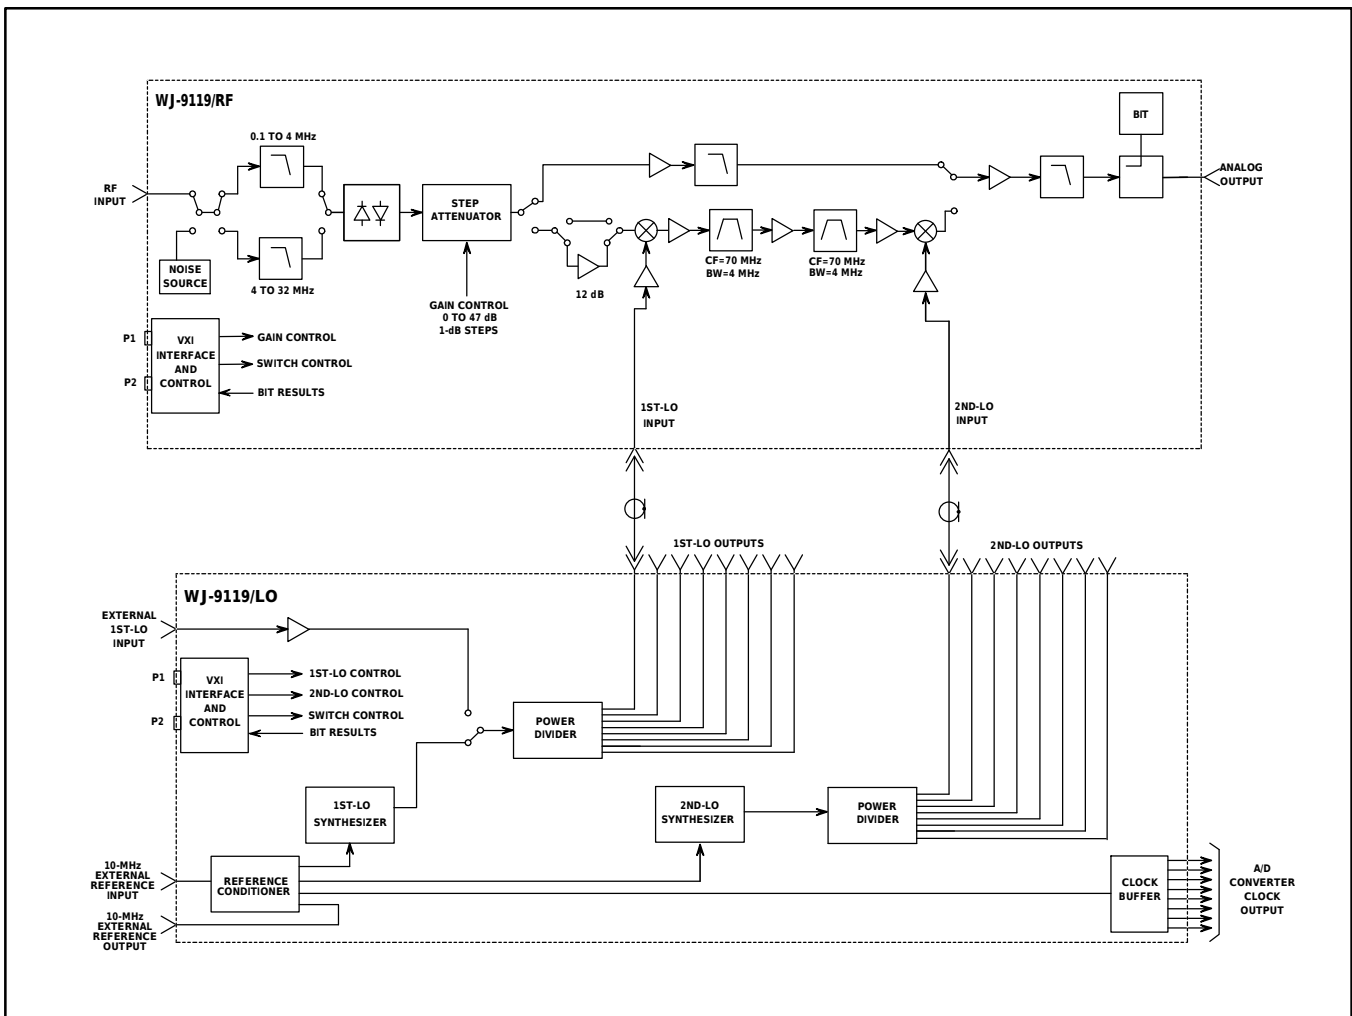 WJ-9119/RF
BIT
0.1 TO 4 MHz
RF
INPUT
STEP
ATTENUATOR
ANALOG
OUTPUT
NOISE
SOURCE
4 TO 32 MHz
12 dB
CF=70 MHz
BW=4 MHz
CF=70 MHz
BW=4 MHz
GAIN CONTROL
0 TO 47 dB
1-dB STEPS
P1
P2
VXI
INTERFACE
AND
CONTROL
GAIN CONTROL
SWITCH CONTROL
BIT RESULTS
1ST-LO
INPUT
2ND-LO
INPUT
1ST-LO OUTPUTS
2ND-LO OUTPUTS
WJ-9119/LO
EXTERNAL
1ST-LO
INPUT
P1
P2
VXI
INTERFACE
AND
CONTROL
1ST-LO CONTROL
2ND-LO CONTROL
SWITCH CONTROL
BIT RESULTS
POWER
DIVIDER
1ST-LO
SYNTHESIZER
2ND-LO
SYNTHESIZER
POWER
DIVIDER
10-MHz
EXTERNAL
REFERENCE
INPUT
REFERENCE
CONDITIONER
10-MHz
EXTERNAL
REFERENCE
OUTPUT
CLOCK
BUFFER
A/D
CONVERTER
CLOCK
OUTPUT